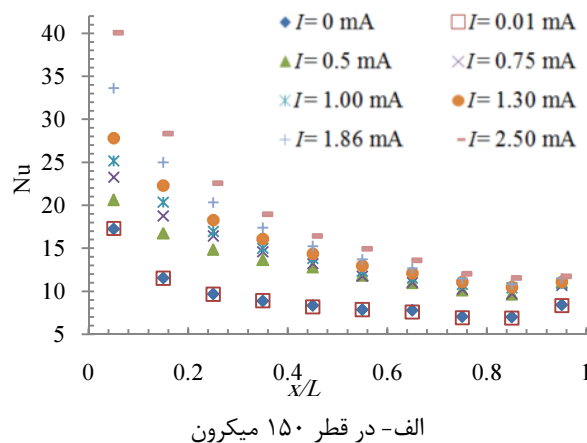 40
35
30
25
20
15
10
5
Nu
I= 0 mA
I= 0.01 mA
I= 0.5 mA
I= 0.75 mA
I= 1.00 mA
I= 1.30 mA
I= 1.86 mA
I= 2.50 mA
0 0.2 0.4 0.6 0.8 1
x/L
الف- در قطر ۱۵۰ میکرون